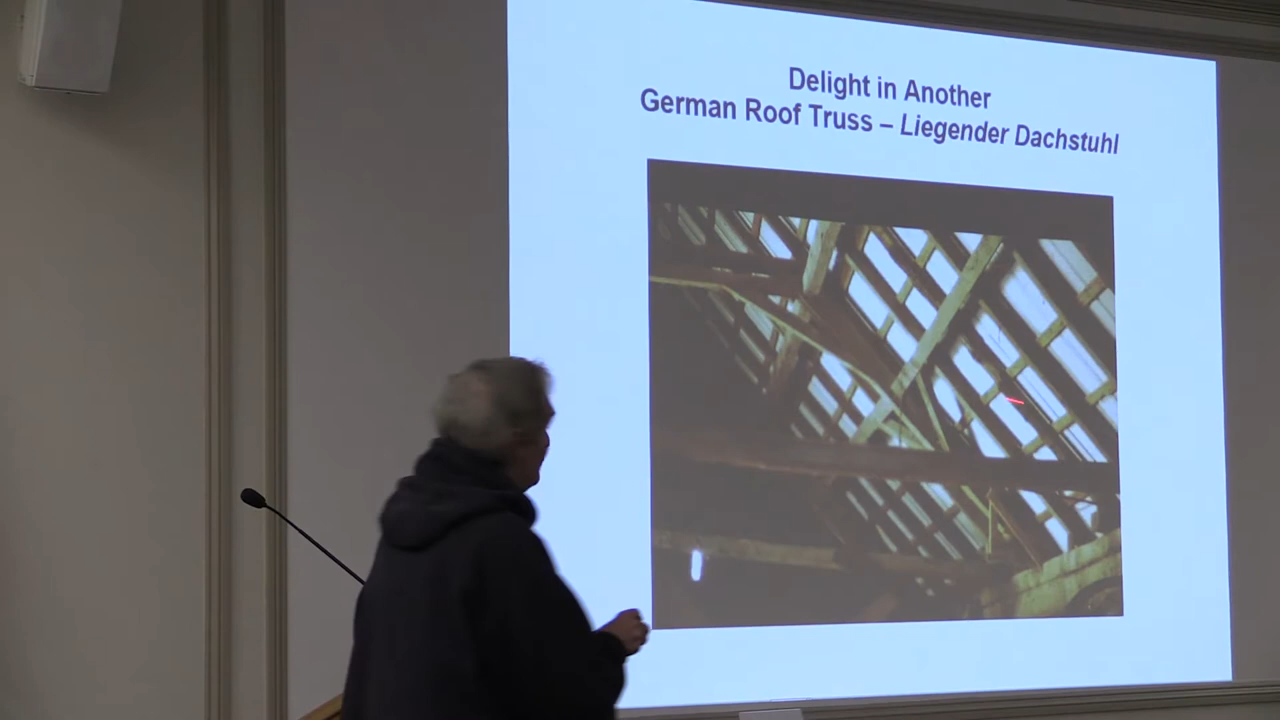 Delight in Another
German Roof Truss – Liegender Dachstuhl